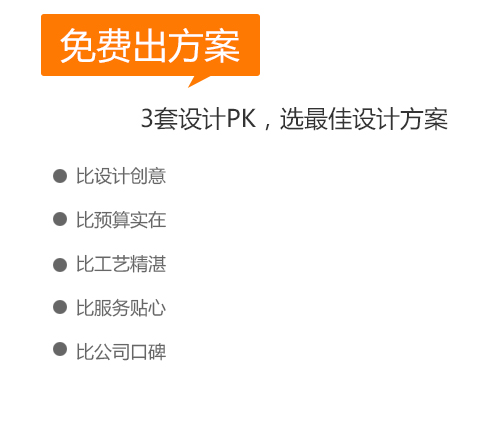 免费出方案
3套设计PK，选最佳设计方案
比设计创意
比预算实在
比工艺精湛
比服务贴心
比公司口碑